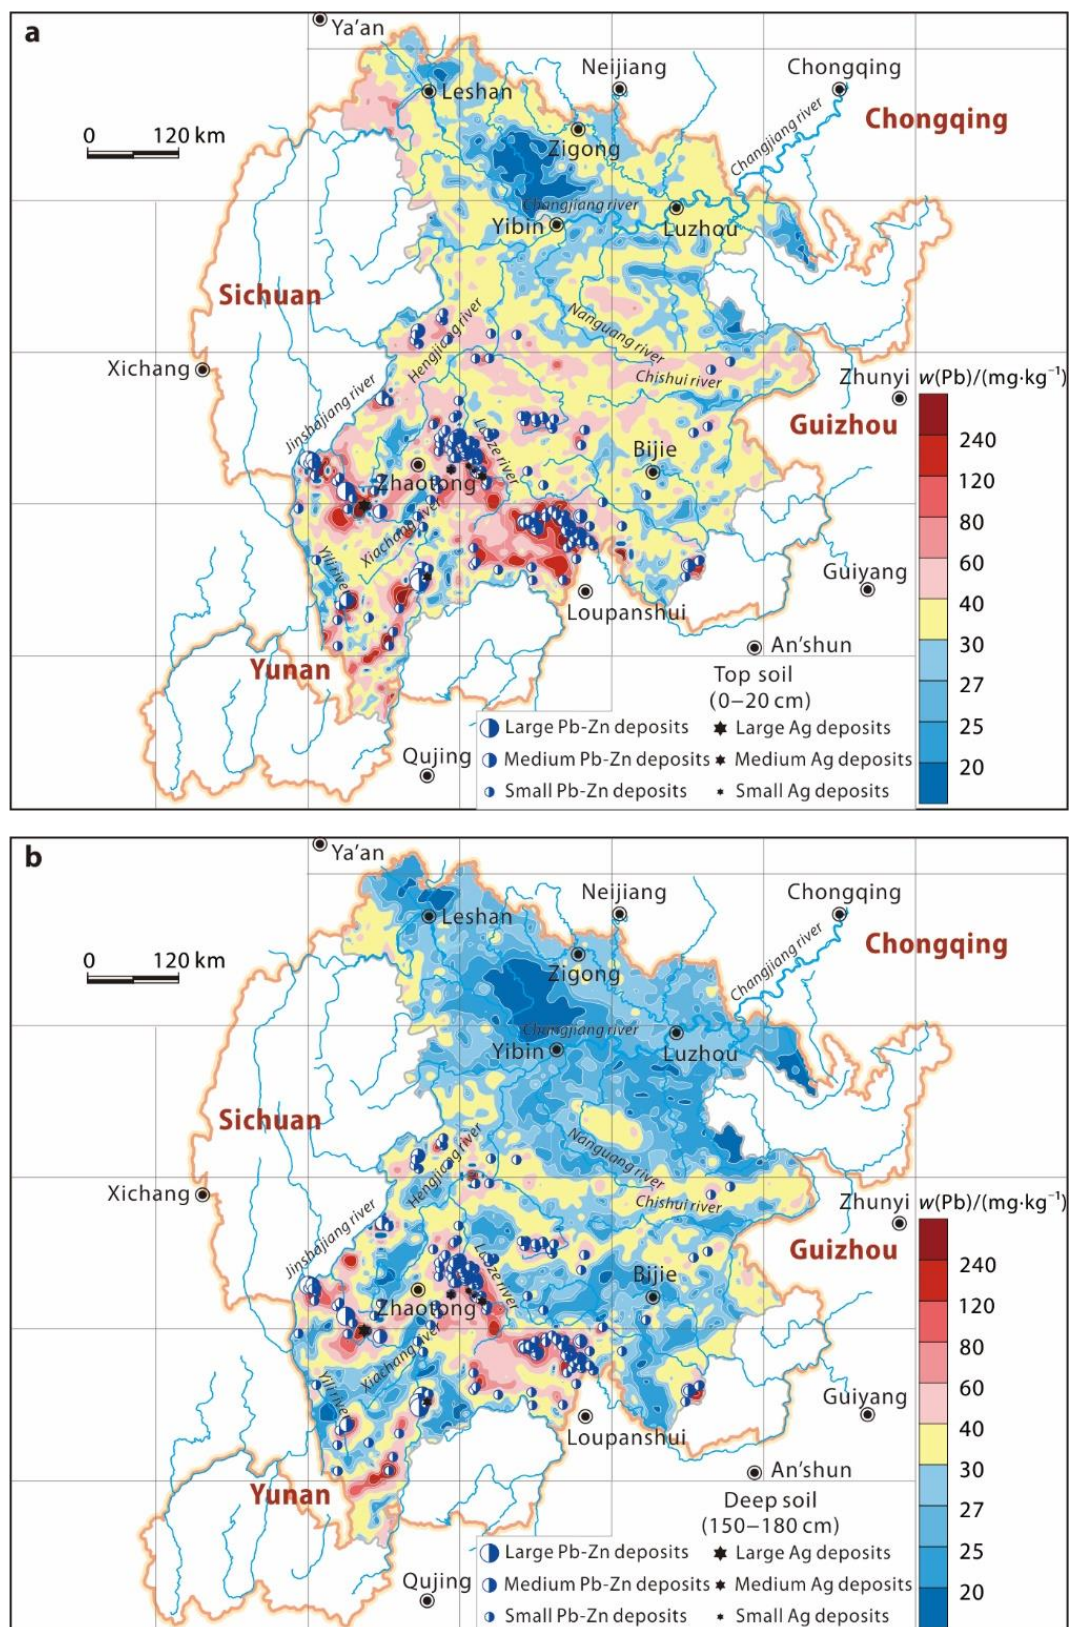 a
Ya'an
Neijiang
Chongqing
Leshan
Changjiang river
Chongqing
0 120 km
Zigong
Changjiang river
Yibin
Luzhou
Sichuan
Hengjiang river
Nanguang river
Xichang
Chishui river
Zhunyi
w(Pb)/(mg·kg⁻¹)
Jinshajiang river
Guizhou
240
Leoze river
Bijie
120
Zhaotong
80
Xiachang river
60
Yili river
Guiyang
40
Loupanshui
30
An'shun
Yunan
27
Top soil
(0–20 cm)
25
Large Pb-Zn deposits
Large Ag deposits
Qujing
Medium Pb-Zn deposits
Medium Ag deposits
20
Small Pb-Zn deposits
Small Ag deposits
b
Ya'an
Neijiang
Chongqing
Leshan
Changjiang river
Chongqing
0 120 km
Zigong
Changjiang river
Yibin
Luzhou
Sichuan
Hengjiang river
Nanguang river
Xichang
Chishui river
Zhunyi
w(Pb)/(mg·kg⁻¹)
Jinshajiang river
Guizhou
240
Bijie
120
Zhaotong
80
Xiachang river
60
Yili river
Guiyang
40
Loupanshui
30
An'shun
Yunan
27
Deep soil
(150–180 cm)
25
Large Pb-Zn deposits
Large Ag deposits
Qujing
Medium Pb-Zn deposits
Medium Ag deposits
20
Small Pb-Zn deposits
Small Ag deposits